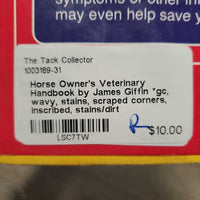 symptoms of other
may even help save y
The Tack Collector
1003189-31
Horse Owner's Veterinary
Handbook by James Giffin *gc,
wavy, stains, scraped corners,
inscribed, stains/dirt
R $10.00
LSC7TW